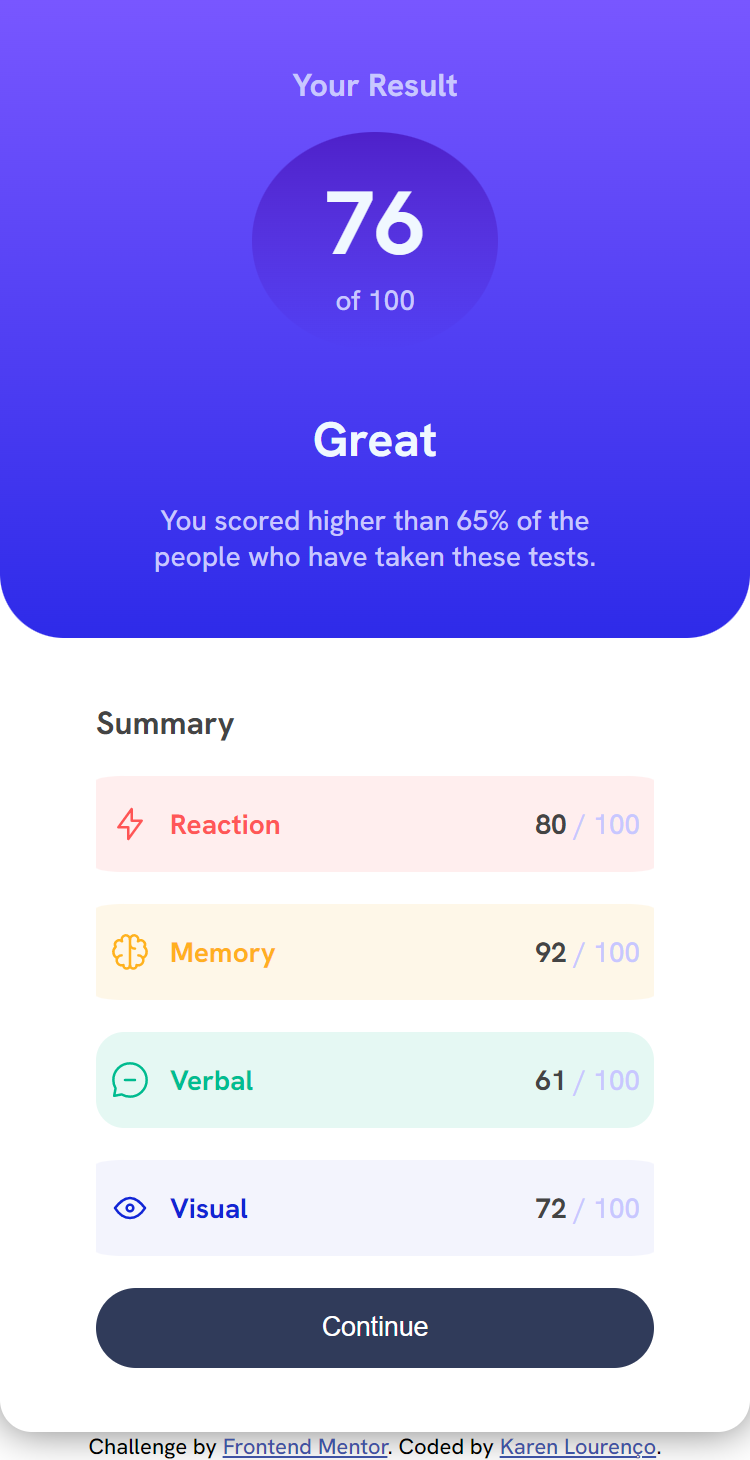 Your Result
76
of 100
Great
You scored higher than 65% of the
people who have taken these tests.
Summary
Reaction 80 / 100
Memory 92 / 100
Verbal 61 / 100
Visual 72 / 100
Continue
Challenge by Frontend Mentor. Coded by Karen Lourenço.